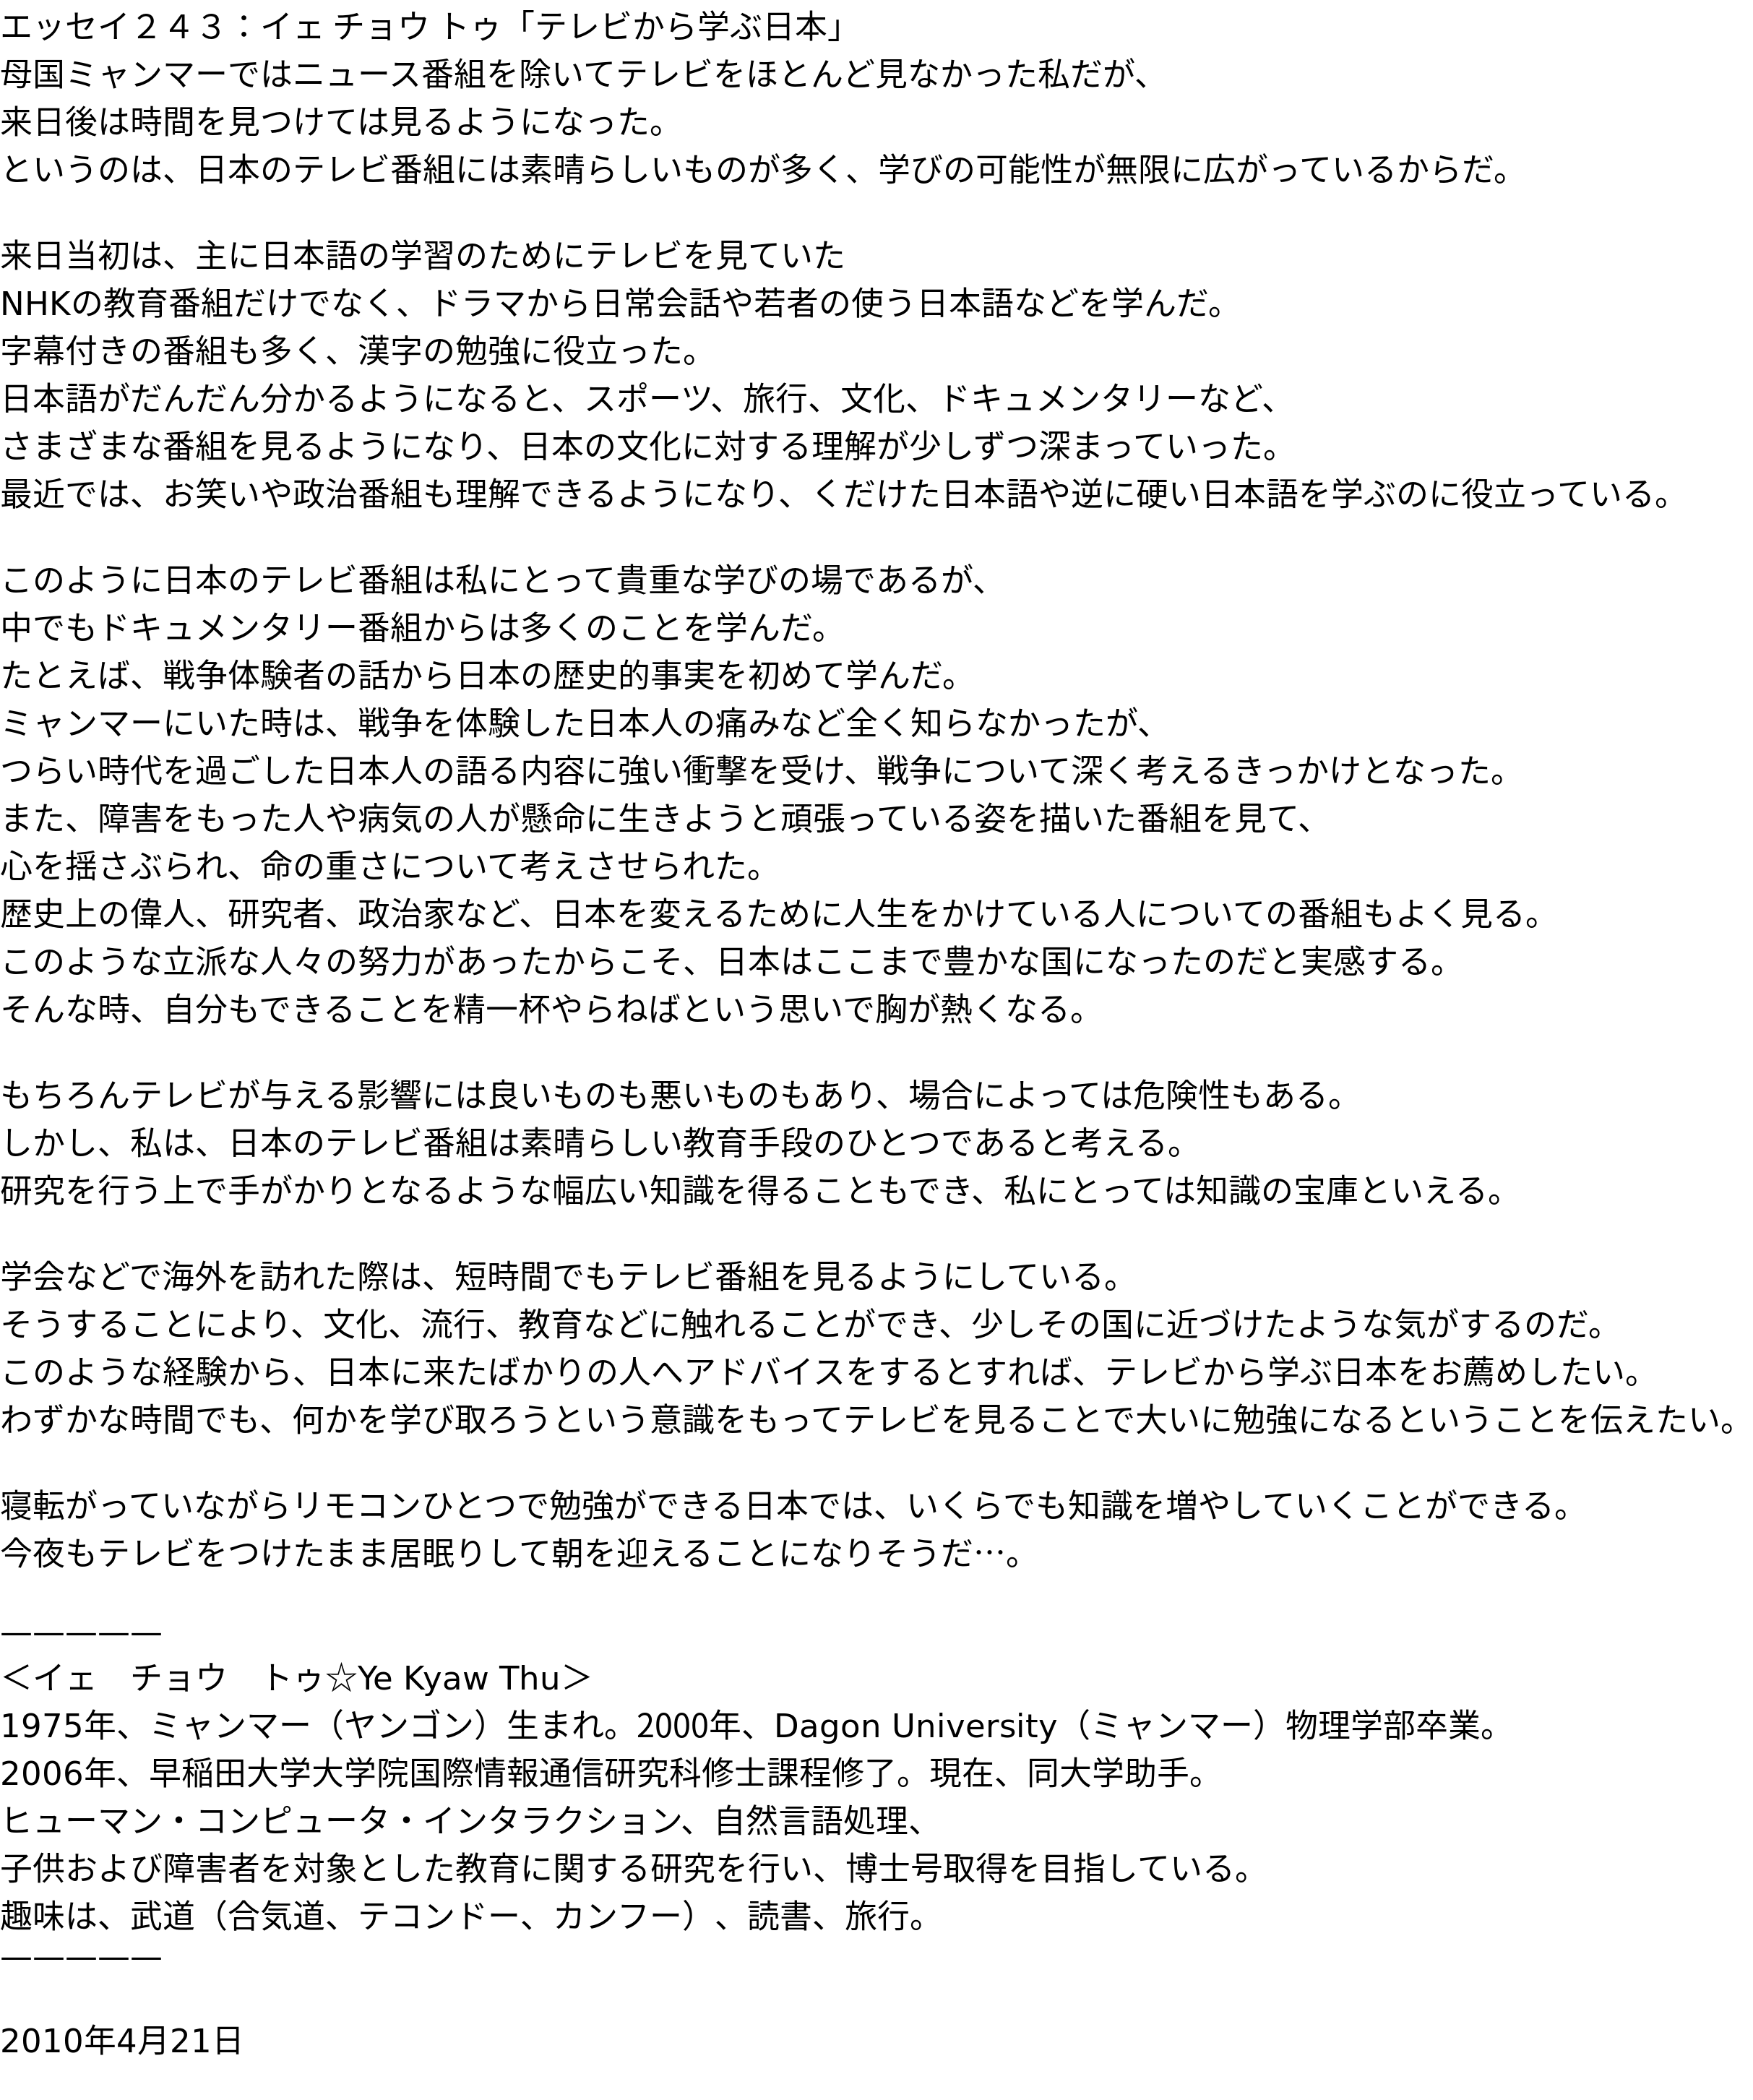 エッセイ２４３：イェ チョウ トゥ「テレビから学ぶ日本」
母国ミャンマーではニュース番組を除いてテレビをほとんど見なかった私だが、
来日後は時間を見つけては見るようになった。
というのは、日本のテレビ番組には素晴らしいものが多く、学びの可能性が無限に広がっているからだ。
来日当初は、主に日本語の学習のためにテレビを見ていた
NHKの教育番組だけでなく、ドラマから日常会話や若者の使う日本語などを学んだ。
字幕付きの番組も多く、漢字の勉強に役立った。
日本語がだんだん分かるようになると、スポーツ、旅行、文化、ドキュメンタリーなど、
さまざまな番組を見るようになり、日本の文化に対する理解が少しずつ深まっていった。
最近では、お笑いや政治番組も理解できるようになり、くだけた日本語や逆に硬い日本語を学ぶのに役立っている。
このように日本のテレビ番組は私にとって貴重な学びの場であるが、
中でもドキュメンタリー番組からは多くのことを学んだ。
たとえば、戦争体験者の話から日本の歴史的事実を初めて学んだ。
ミャンマーにいた時は、戦争を体験した日本人の痛みなど全く知らなかったが、
つらい時代を過ごした日本人の語る内容に強い衝撃を受け、戦争について深く考えるきっかけとなった。
また、障害をもった人や病気の人が懸命に生きようと頑張っている姿を描いた番組を見て、
心を揺さぶられ、命の重さについて考えさせられた。
歴史上の偉人、研究者、政治家など、日本を変えるために人生をかけている人についての番組もよく見る。
このような立派な人々の努力があったからこそ、日本はここまで豊かな国になったのだと実感する。
そんな時、自分もできることを精一杯やらねばという思いで胸が熱くなる。
もちろんテレビが与える影響には良いものも悪いものもあり、場合によっては危険性もある。
しかし、私は、日本のテレビ番組は素晴らしい教育手段のひとつであると考える。
研究を行う上で手がかりとなるような幅広い知識を得ることもでき、私にとっては知識の宝庫といえる。
学会などで海外を訪れた際は、短時間でもテレビ番組を見るようにしている。
そうすることにより、文化、流行、教育などに触れることができ、少しその国に近づけたような気がするのだ。
このような経験から、日本に来たばかりの人へアドバイスをするとすれば、テレビから学ぶ日本をお薦めしたい。
わずかな時間でも、何かを学び取ろうという意識をもってテレビを見ることで大いに勉強になるということを伝えたい。
寝転がっていながらリモコンひとつで勉強ができる日本では、いくらでも知識を増やしていくことができる。
今夜もテレビをつけたまま居眠りして朝を迎えることになりそうだ…。
—————
＜イェ　チョウ　トゥ☆Ye Kyaw Thu＞
1975年、ミャンマー（ヤンゴン）生まれ。2000年、Dagon University（ミャンマー）物理学部卒業。
2006年、早稲田大学大学院国際情報通信研究科修士課程修了。現在、同大学助手。
ヒューマン・コンピュータ・インタラクション、自然言語処理、
子供および障害者を対象とした教育に関する研究を行い、博士号取得を目指している。
趣味は、武道（合気道、テコンドー、カンフー）、読書、旅行。
—————
2010年4月21日